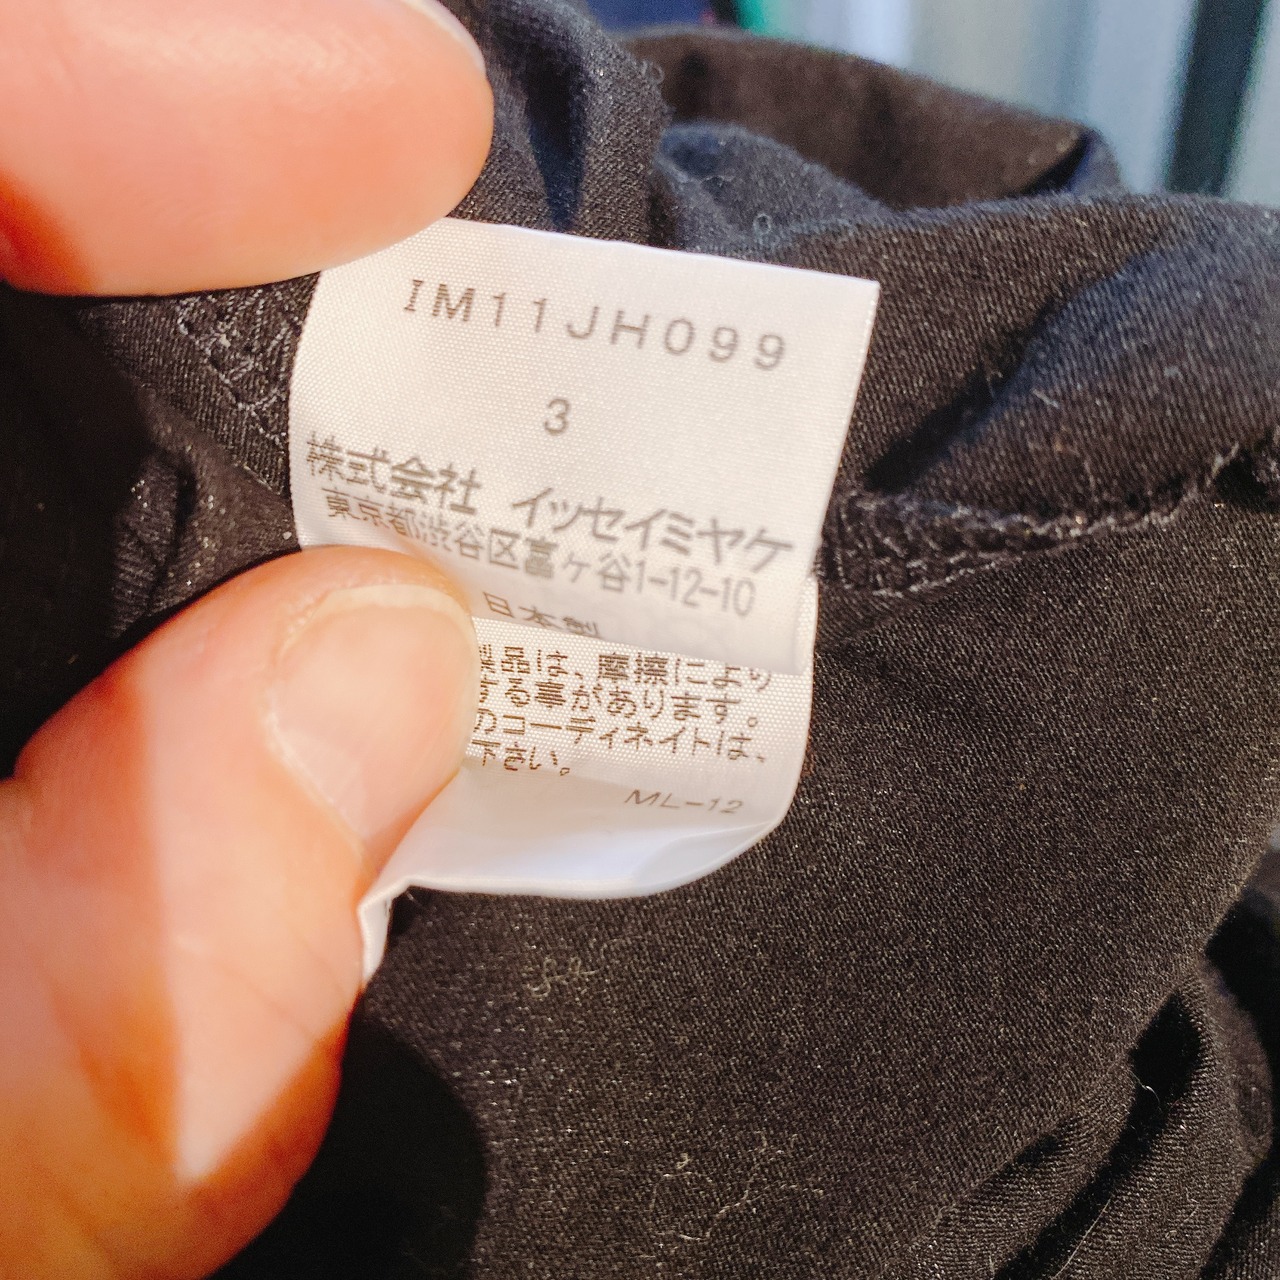 IM11JH099
3
株式会社 イッセイミヤケ
東京都渋谷区富ヶ谷1-12-10
日本製
製品は、摩擦により
する事があります。
のコーディネイトは、
下さい。
ML-12